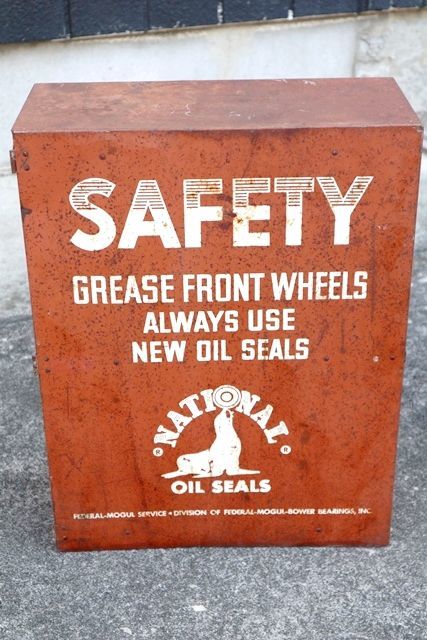 SAFETY
GREASE FRONT WHEELS
ALWAYS USE
NEW OIL SEALS
NATIONAL
® ®
OIL SEALS
FEDERAL-MOGUL SERVICE • DIVISION OF FEDERAL-MOGUL-BOWER BEARINGS, INC.